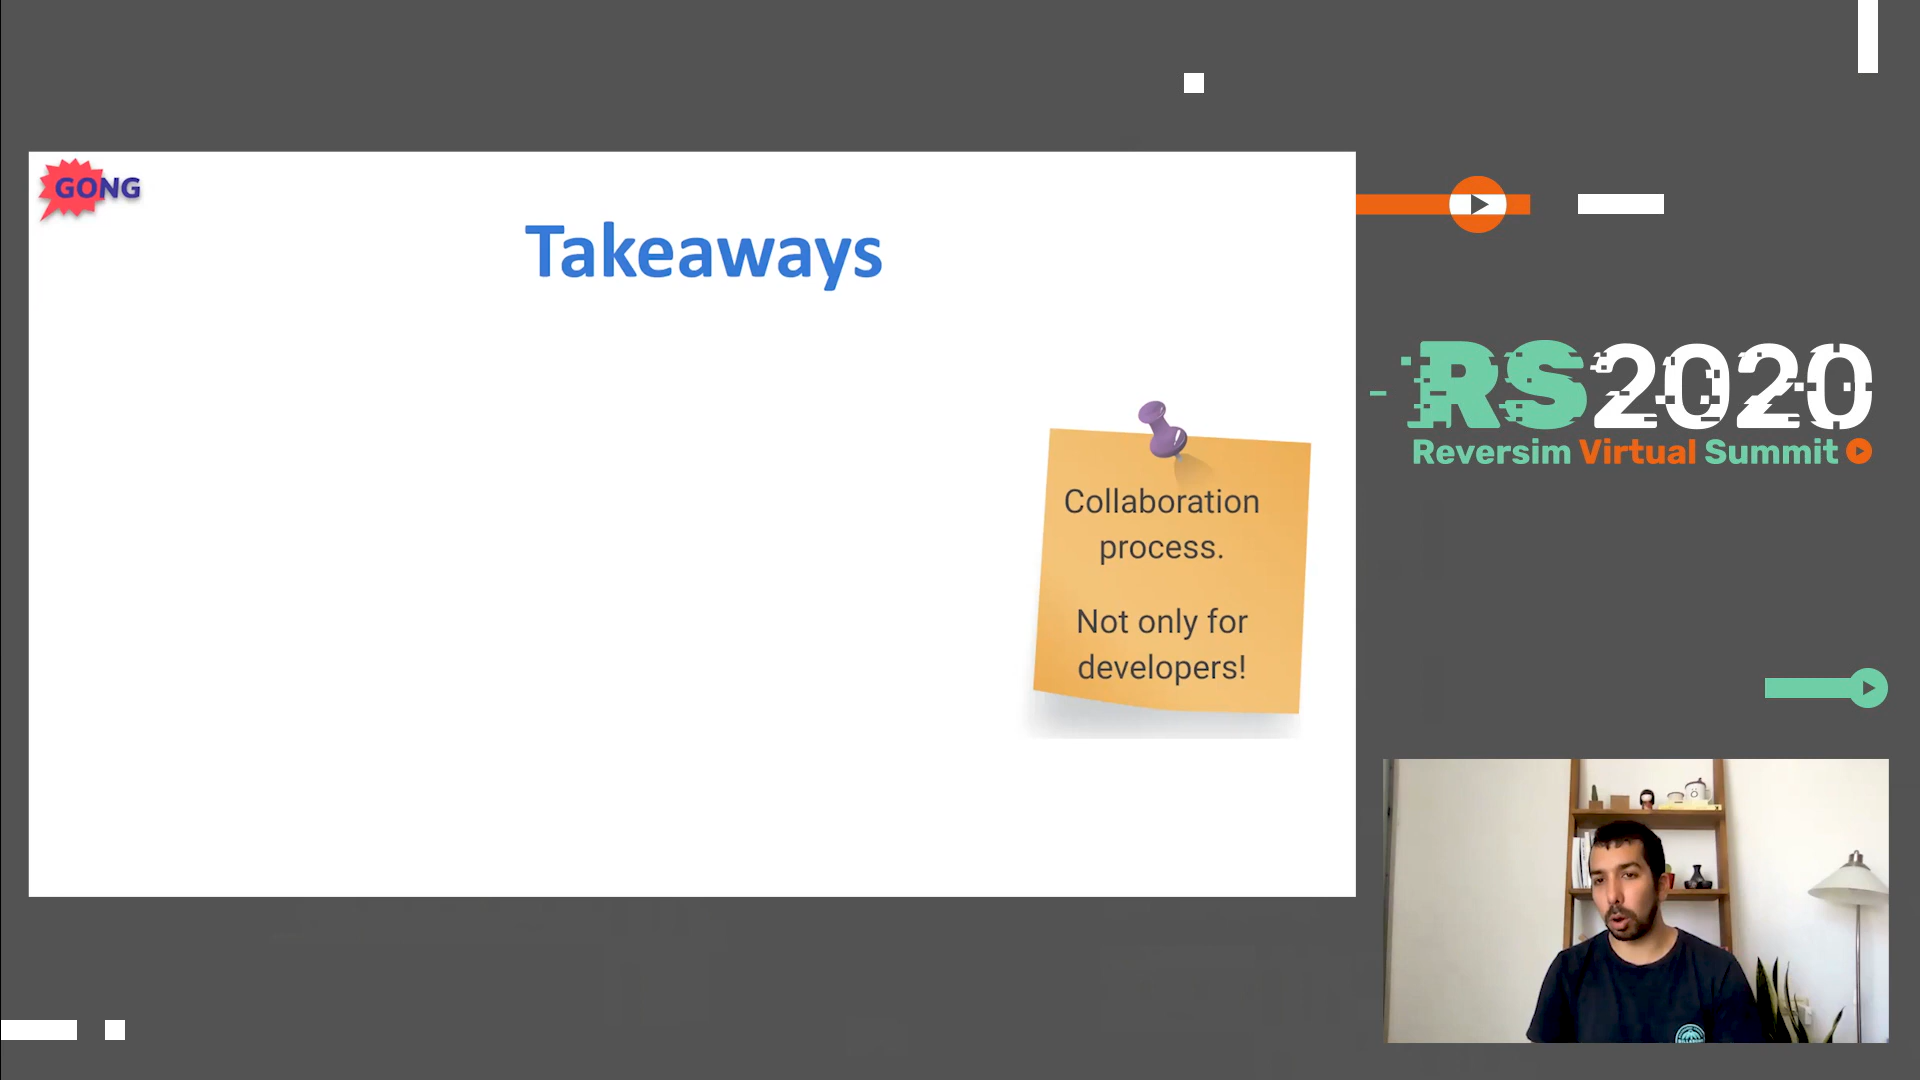 GONG
Takeaways
Collaboration
process.
Not only for
developers!
RS2020
Reversim Virtual Summit